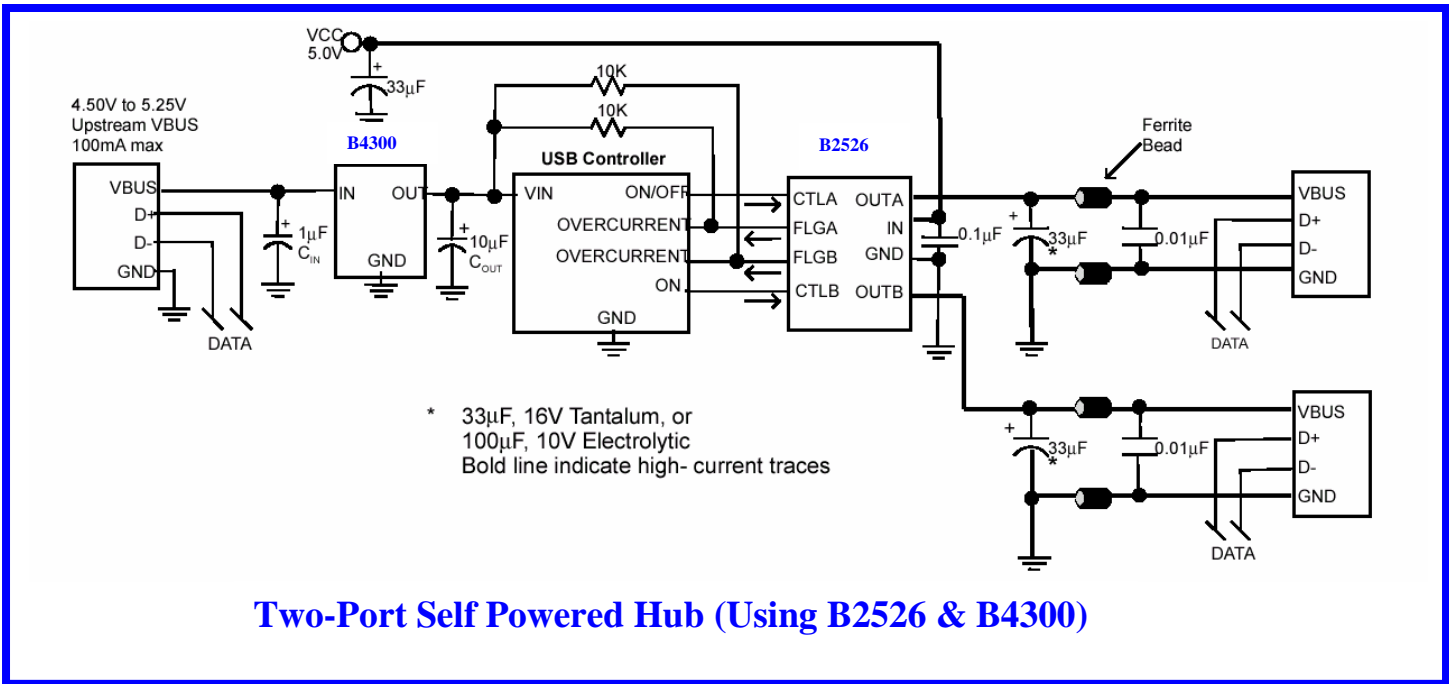 VCC
5.0V
+
33μF
10K
10K
4.50V to 5.25V
Upstream VBUS
100mA max
B4300
USB Controller
B2526
Ferrite
Bead
VBUS
D+
D-
GND
DATA
+
1μF
CIN
IN
OUT
GND
+
10μF
COUT
VIN
ON/OFF
OVERCURRENT
OVERCURRENT
ON
GND
CTLA
FLGA
FLGB
CTLB
OUTA
IN
GND
OUTB
0.1μF
+
33μF
*
0.01μF
VBUS
D+
D-
GND
DATA
+
33μF
*
0.01μF
VBUS
D+
D-
GND
DATA
* 33μF, 16V Tantalum, or
100μF, 10V Electrolytic
Bold line indicate high- current traces
Two-Port Self Powered Hub (Using B2526 & B4300)